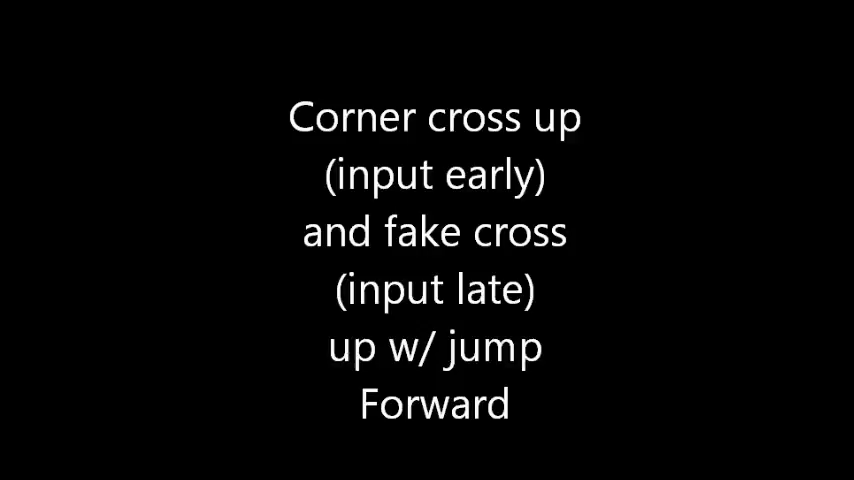 Corner cross up
(input early)
and fake cross
(input late)
up w/ jump
Forward